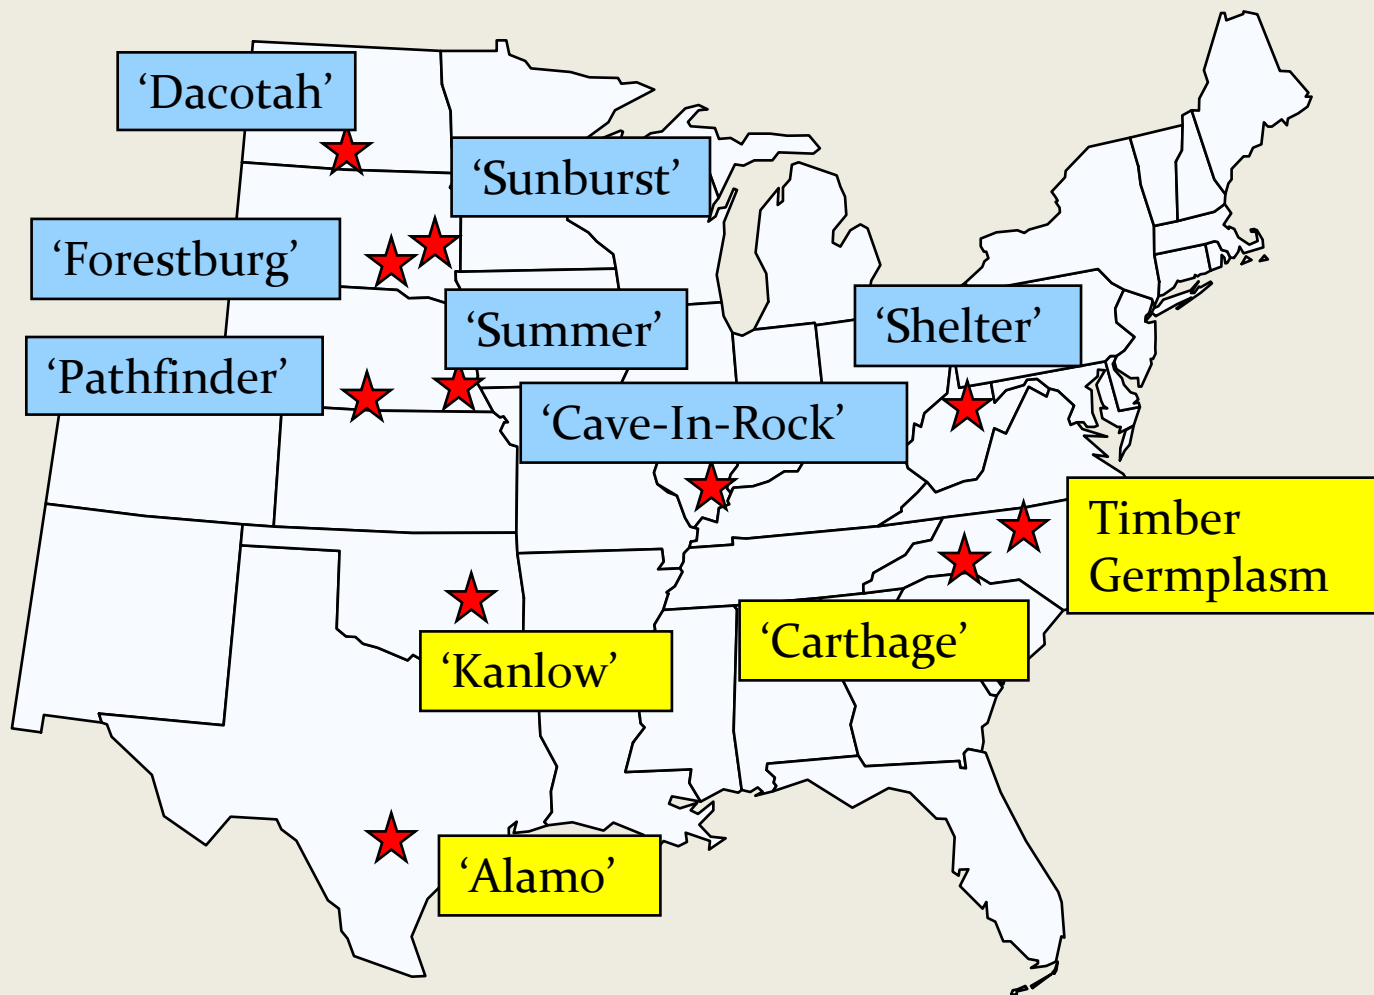 ‘Dacotah’
‘Sunburst’
‘Forestburg’
‘Summer’
‘Shelter’
‘Pathfinder’
‘Cave-In-Rock’
Timber
Germplasm
‘Carthage’
‘Kanlow’
‘Alamo’